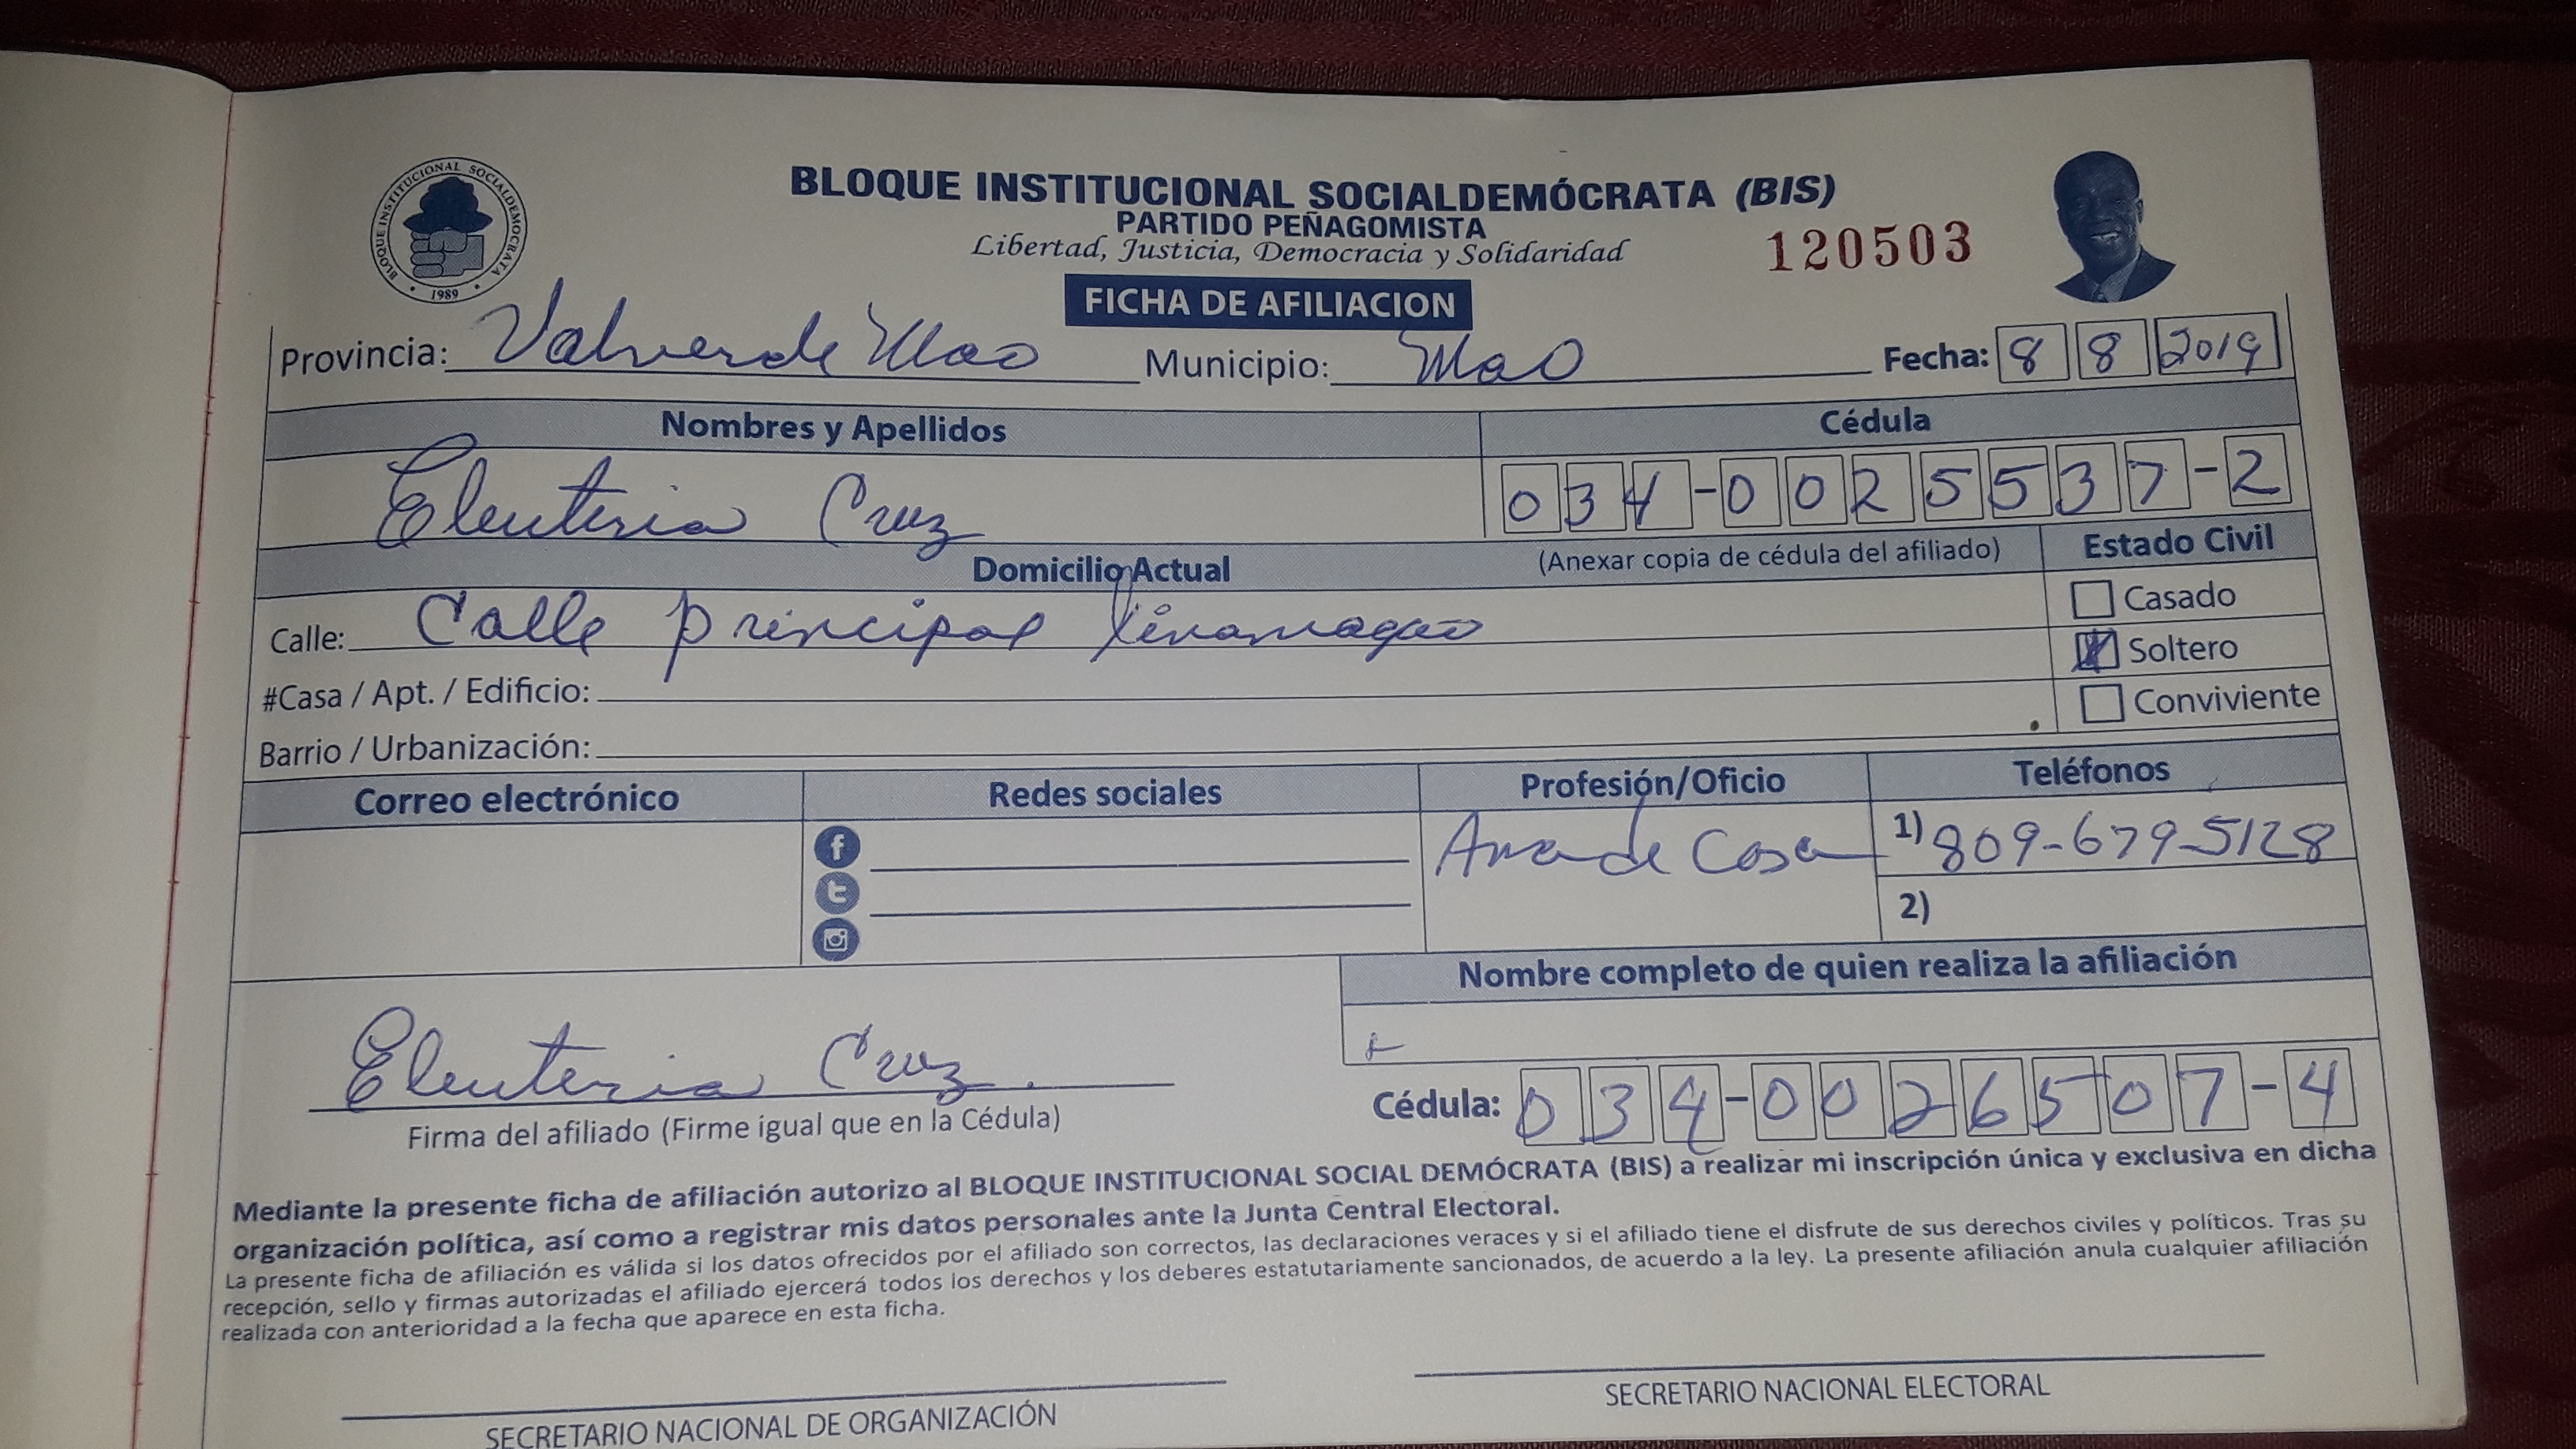 BLOQUE INSTITUCIONAL SOCIALDEMOCRATA
1989
BLOQUE INSTITUCIONAL SOCIALDEMÓCRATA (BIS)
PARTIDO PEÑAGOMISTA
Libertad, Justicia, Democracia y Solidaridad
120503
FICHA DE AFILIACION
Provincia: Valverde Mao Municipio: Mao Fecha: 8 8 2019
Nombres y Apellidos Cédula
Eleuteria Cruz 034-0025537-2
Domicilio Actual (Anexar copia de cédula del afiliado) Estado Civil
Calle: Calle principal
Casado
Soltero
#Casa / Apt. / Edificio:
Conviviente
Barrio / Urbanización:
Correo electrónico Redes sociales Profesión/Oficio Teléfonos
Ama de Casa 1) 809-679-5128
2)
Nombre completo de quien realiza la afiliación
Eleuteria Cruz.
Cédula: 034-0026507-4
Firma del afiliado (Firme igual que en la Cédula)
Mediante la presente ficha de afiliación autorizo al BLOQUE INSTITUCIONAL SOCIAL DEMÓCRATA (BIS) a realizar mi inscripción única y exclusiva en dicha
organización política, así como a registrar mis datos personales ante la Junta Central Electoral.
La presente ficha de afiliación es válida si los datos ofrecidos por el afiliado son correctos, las declaraciones veraces y si el afiliado tiene el disfrute de sus derechos civiles y políticos. Tras su
recepción, sello y firmas autorizadas el afiliado ejercerá todos los derechos y los deberes estatutariamente sancionados, de acuerdo a la ley. La presente afiliación anula cualquier afiliación
realizada con anterioridad a la fecha que aparece en esta ficha.
SECRETARIO NACIONAL DE ORGANIZACIÓN
SECRETARIO NACIONAL ELECTORAL